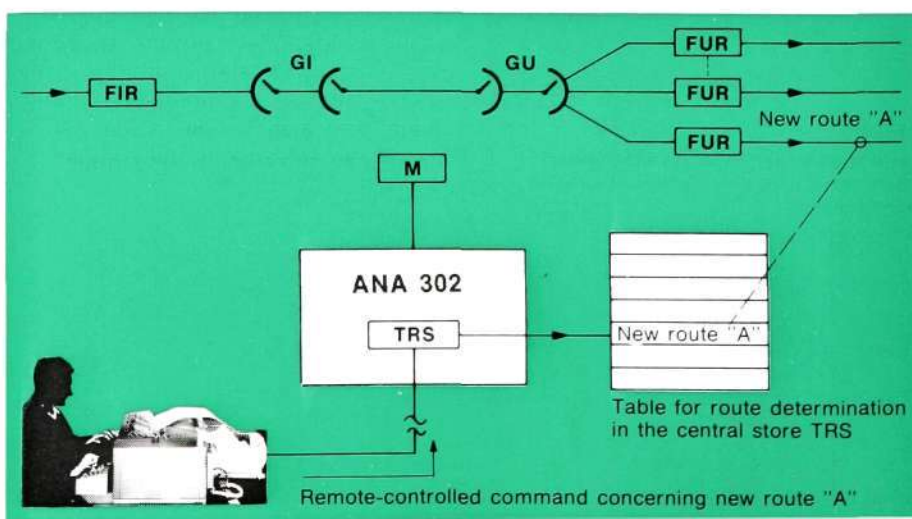 FUR
GI GU
FIR FUR
New route "A"
FUR
M
ANA 302
TRS New route "A"
Table for route determination
in the central store TRS
Remote-controlled command concerning new route "A"